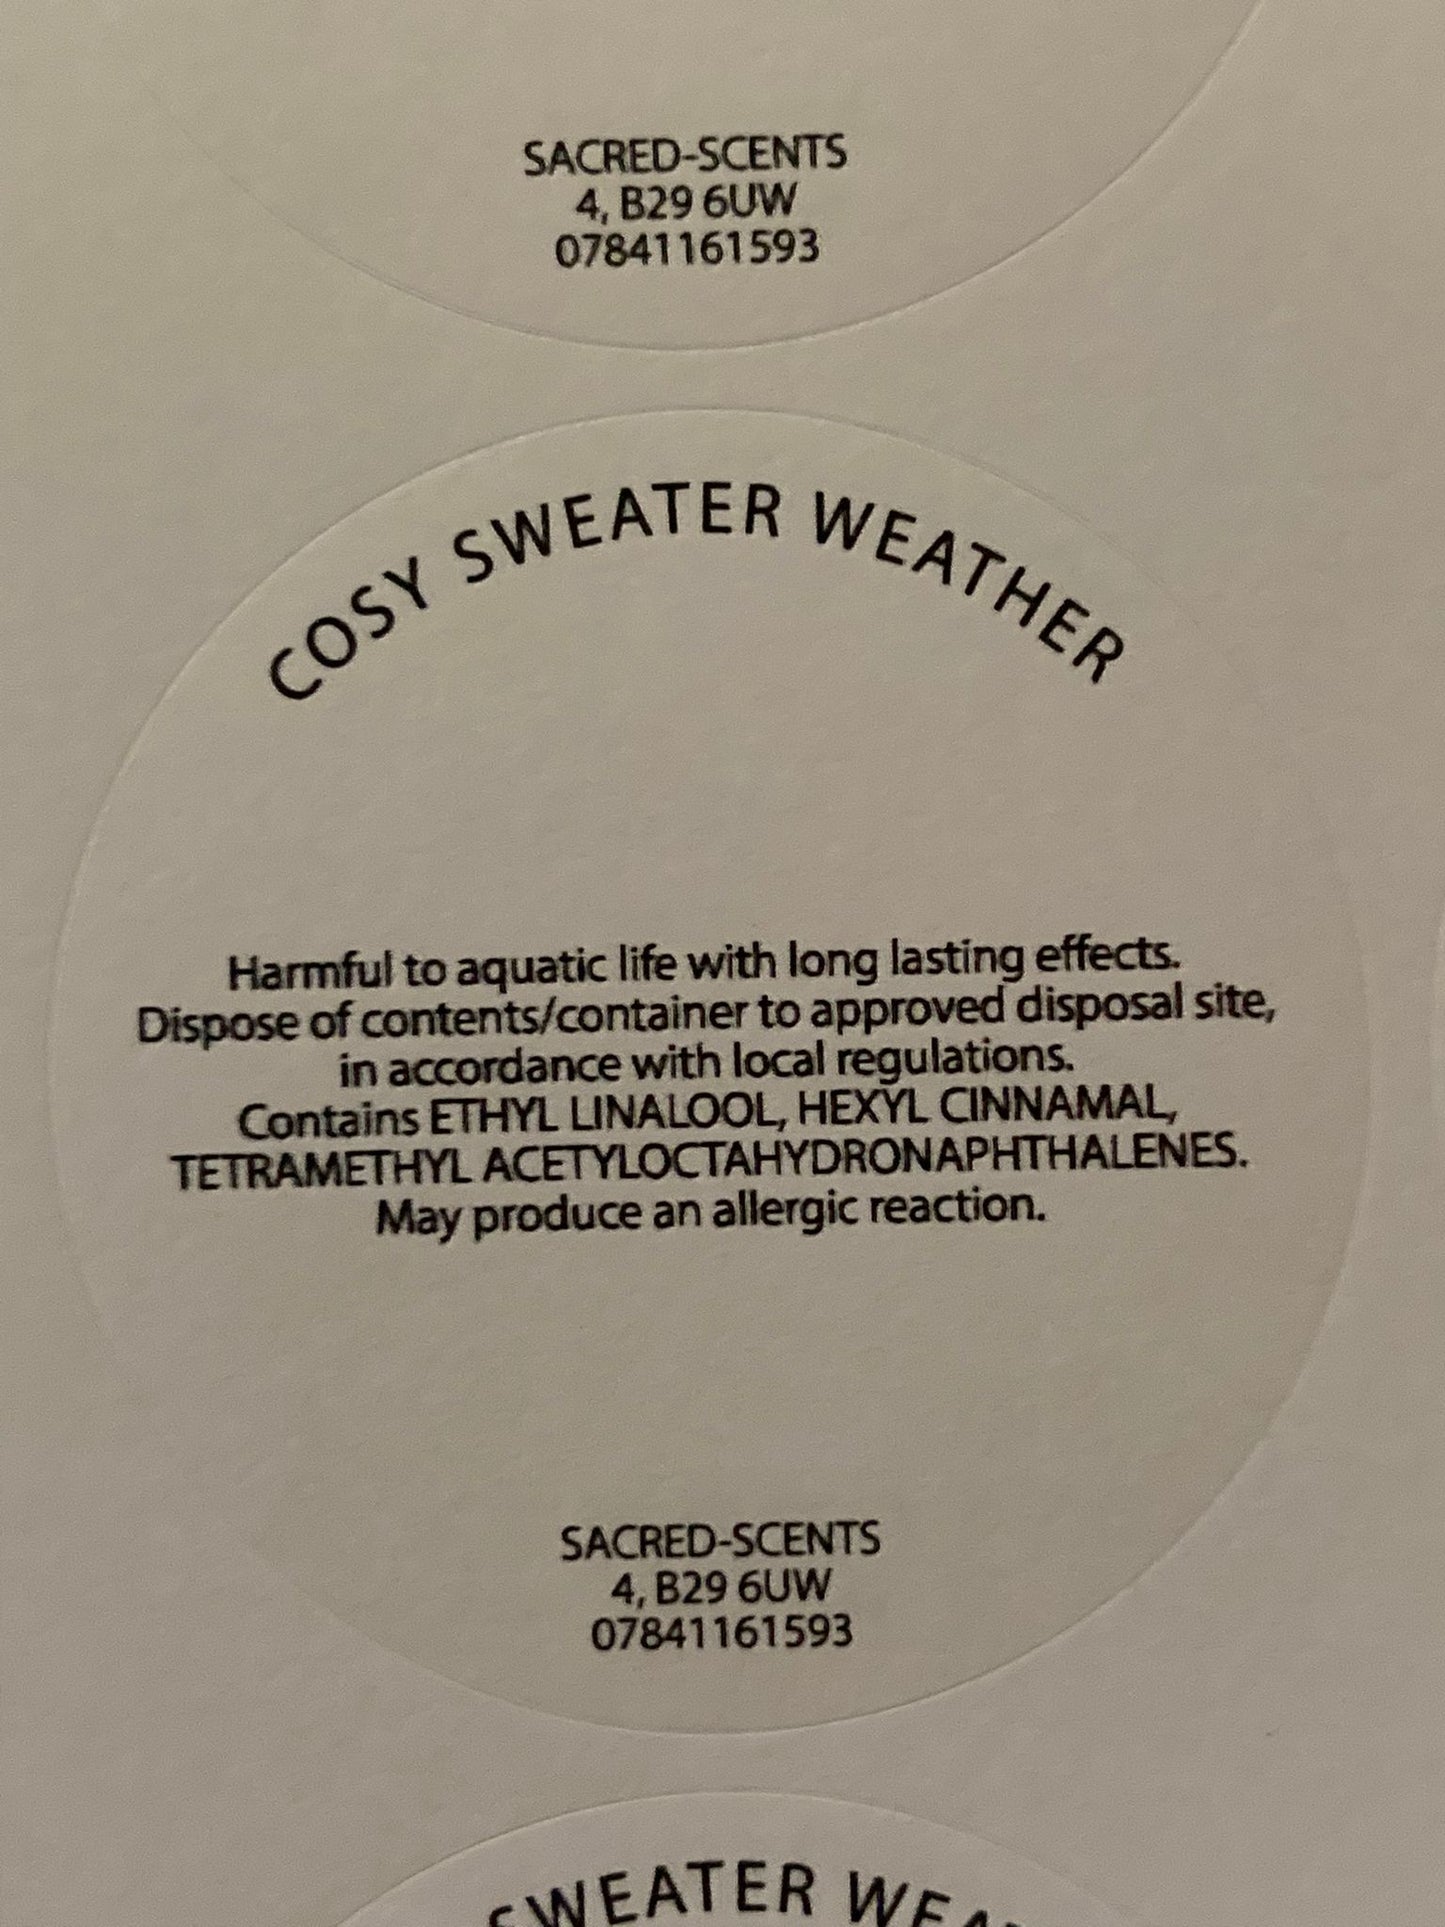 SACRED-SCENTS
4, B29 6UW
07841161593
COSY SWEATER WEATHER
Harmful to aquatic life with long lasting effects.
Dispose of contents/container to approved disposal site,
in accordance with local regulations.
Contains ETHYL LINALOOL, HEXYL CINNAMAL,
TETRAMETHYL ACETYLOCTAHYDRONAPHTHALENES.
May produce an allergic reaction.
SACRED-SCENTS
4, B29 6UW
07841161593
SWEATER